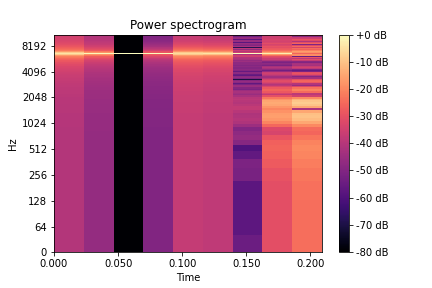 Power spectrogram
8192
4096
2048
1024
512
256
128
64
0
Hz
0.000 0.050 0.100 0.150 0.200
Time
+0 dB
-10 dB
-20 dB
-30 dB
-40 dB
-50 dB
-60 dB
-70 dB
-80 dB